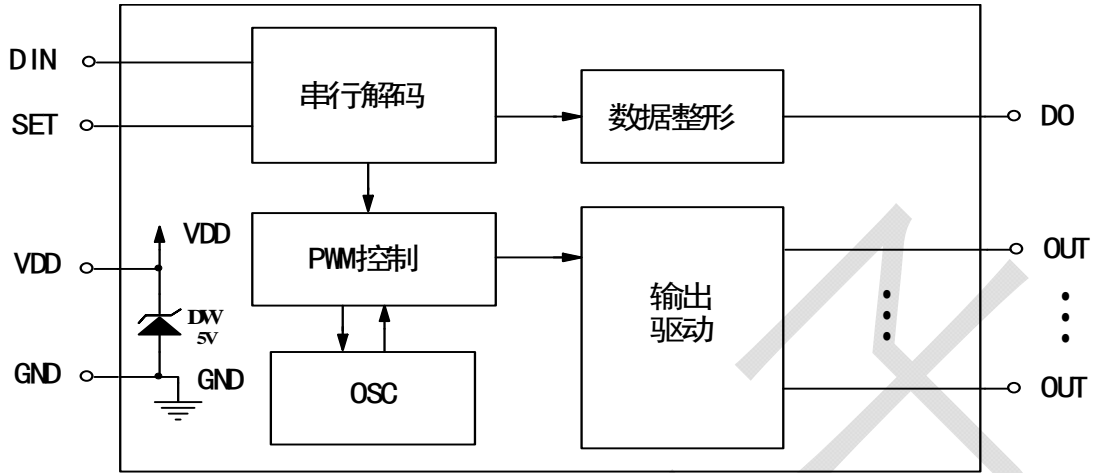 DIN
SET
串行解码
数据整形
DO
VDD
VDD
PWM控制
输出
驱动
OUT
DW
5V
GND
GND
OSC
OUT